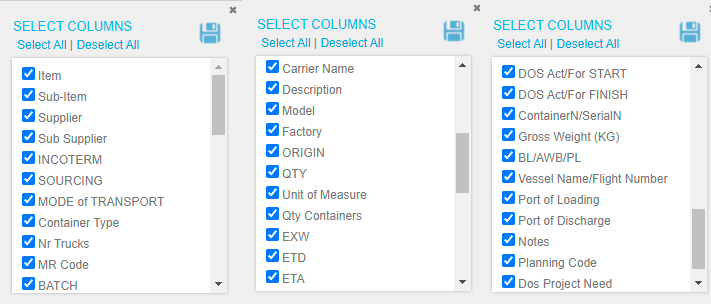 SELECT COLUMNS
Select All | Deselect All
Item
Sub-Item
Supplier
Sub Supplier
INCOTERM
SOURCING
MODE of TRANSPORT
Container Type
Nr Trucks
MR Code
BATCH
SELECT COLUMNS
Select All | Deselect All
Carrier Name
Description
Model
Factory
ORIGIN
QTY
Unit of Measure
Qty Containers
EXW
ETD
ETA
SELECT COLUMNS
Select All | Deselect All
DOS Act/For START
DOS Act/For FINISH
ContainerN/SerialN
Gross Weight (KG)
BL/AWB/PL
Vessel Name/Flight Number
Port of Loading
Port of Discharge
Notes
Planning Code
Dos Project Need